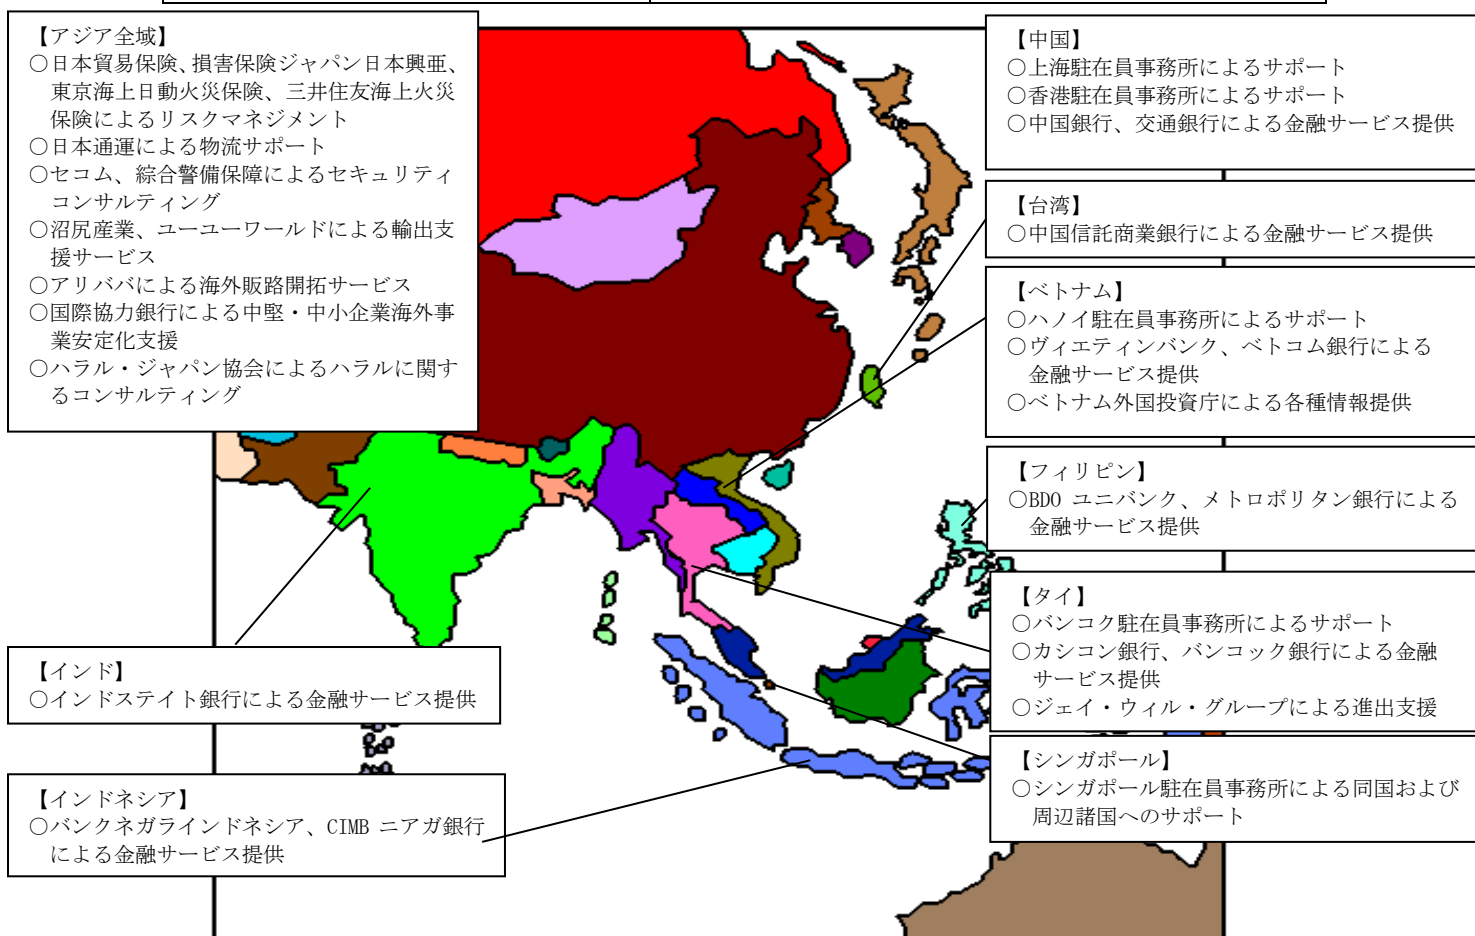 【アジア全域】
○日本貿易保険、損害保険ジャパン日本興亜、
東京海上日動火災保険、三井住友海上火災
保険によるリスクマネジメント
○日本通運による物流サポート
○セコム、綜合警備保障によるセキュリティ
コンサルティング
○沼尻産業、ユーユーワールドによる輸出支
援サービス
○アリババによる海外販路開拓サービス
○国際協力銀行による中堅・中小企業海外事
業安定化支援
○ハラル・ジャパン協会によるハラルに関す
るコンサルティング
【インド】
○インドステイト銀行による金融サービス提供
【インドネシア】
○バンクネガラインドネシア、CIMB ニアガ銀行
による金融サービス提供
【中国】
○上海駐在員事務所によるサポート
○香港駐在員事務所によるサポート
○中国銀行、交通銀行による金融サービス提供
【台湾】
○中国信託商業銀行による金融サービス提供
【ベトナム】
○ハノイ駐在員事務所によるサポート
○ヴィエティンバンク、ベトコム銀行による
金融サービス提供
○ベトナム外国投資庁による各種情報提供
【フィリピン】
○BDO ユニバンク、メトロポリタン銀行による
金融サービス提供
【タイ】
○バンコク駐在員事務所によるサポート
○カシコン銀行、バンコック銀行による金融
サービス提供
○ジェイ・ウィル・グループによる進出支援
【シンガポール】
○シンガポール駐在員事務所による同国および
周辺諸国へのサポート